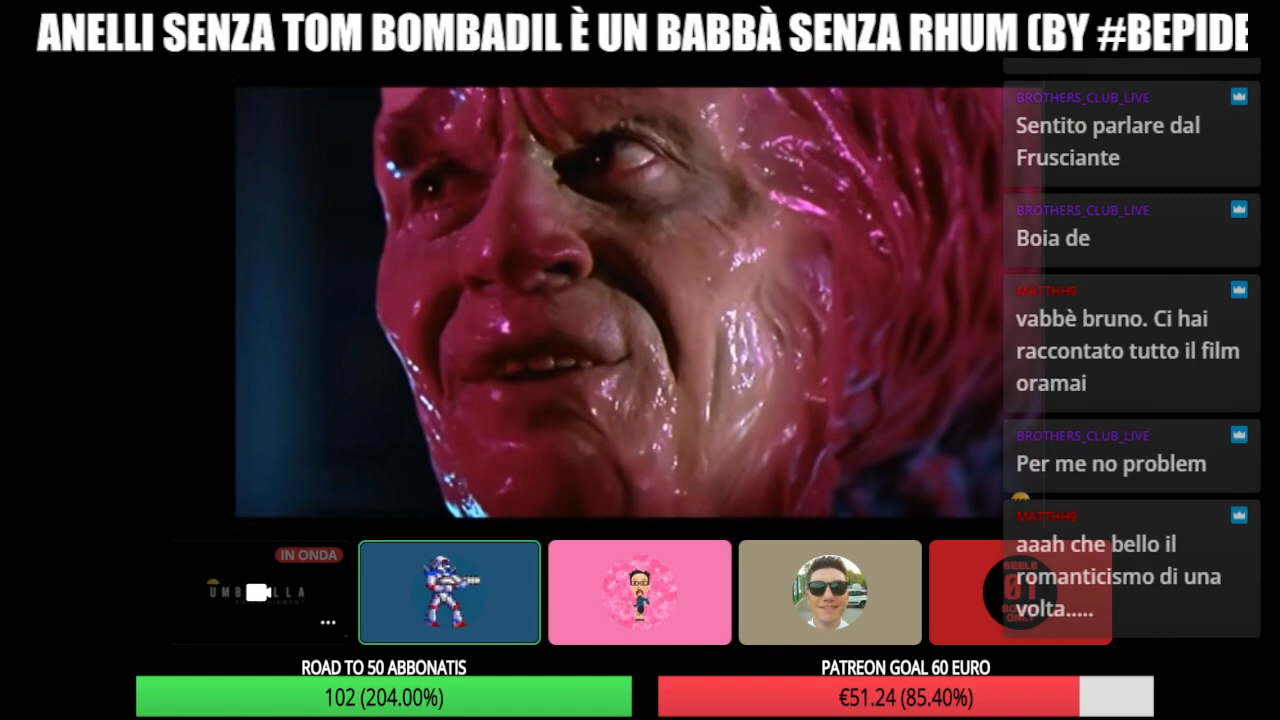 ANELLI SENZA TOM BOMBADIL È UN BABBÀ SENZA RHUM (BY #BEPIDE
BROTHERS_CLUB_LIVE
Sentito parlare dal
Frusciante
BROTHERS_CLUB_LIVE
Boia de
MATTHH9
vabbè bruno. Ci hai
raccontato tutto il film
oramai
BROTHERS_CLUB_LIVE
Per me no problem
MATTHH9
aaah che bello il
romanticismo di una
volta.....
IN ONDA
SEELE
01
ONLY
ROAD TO 50 ABBONATIS
102 (204.00%)
PATREON GOAL 60 EURO
€51.24 (85.40%)